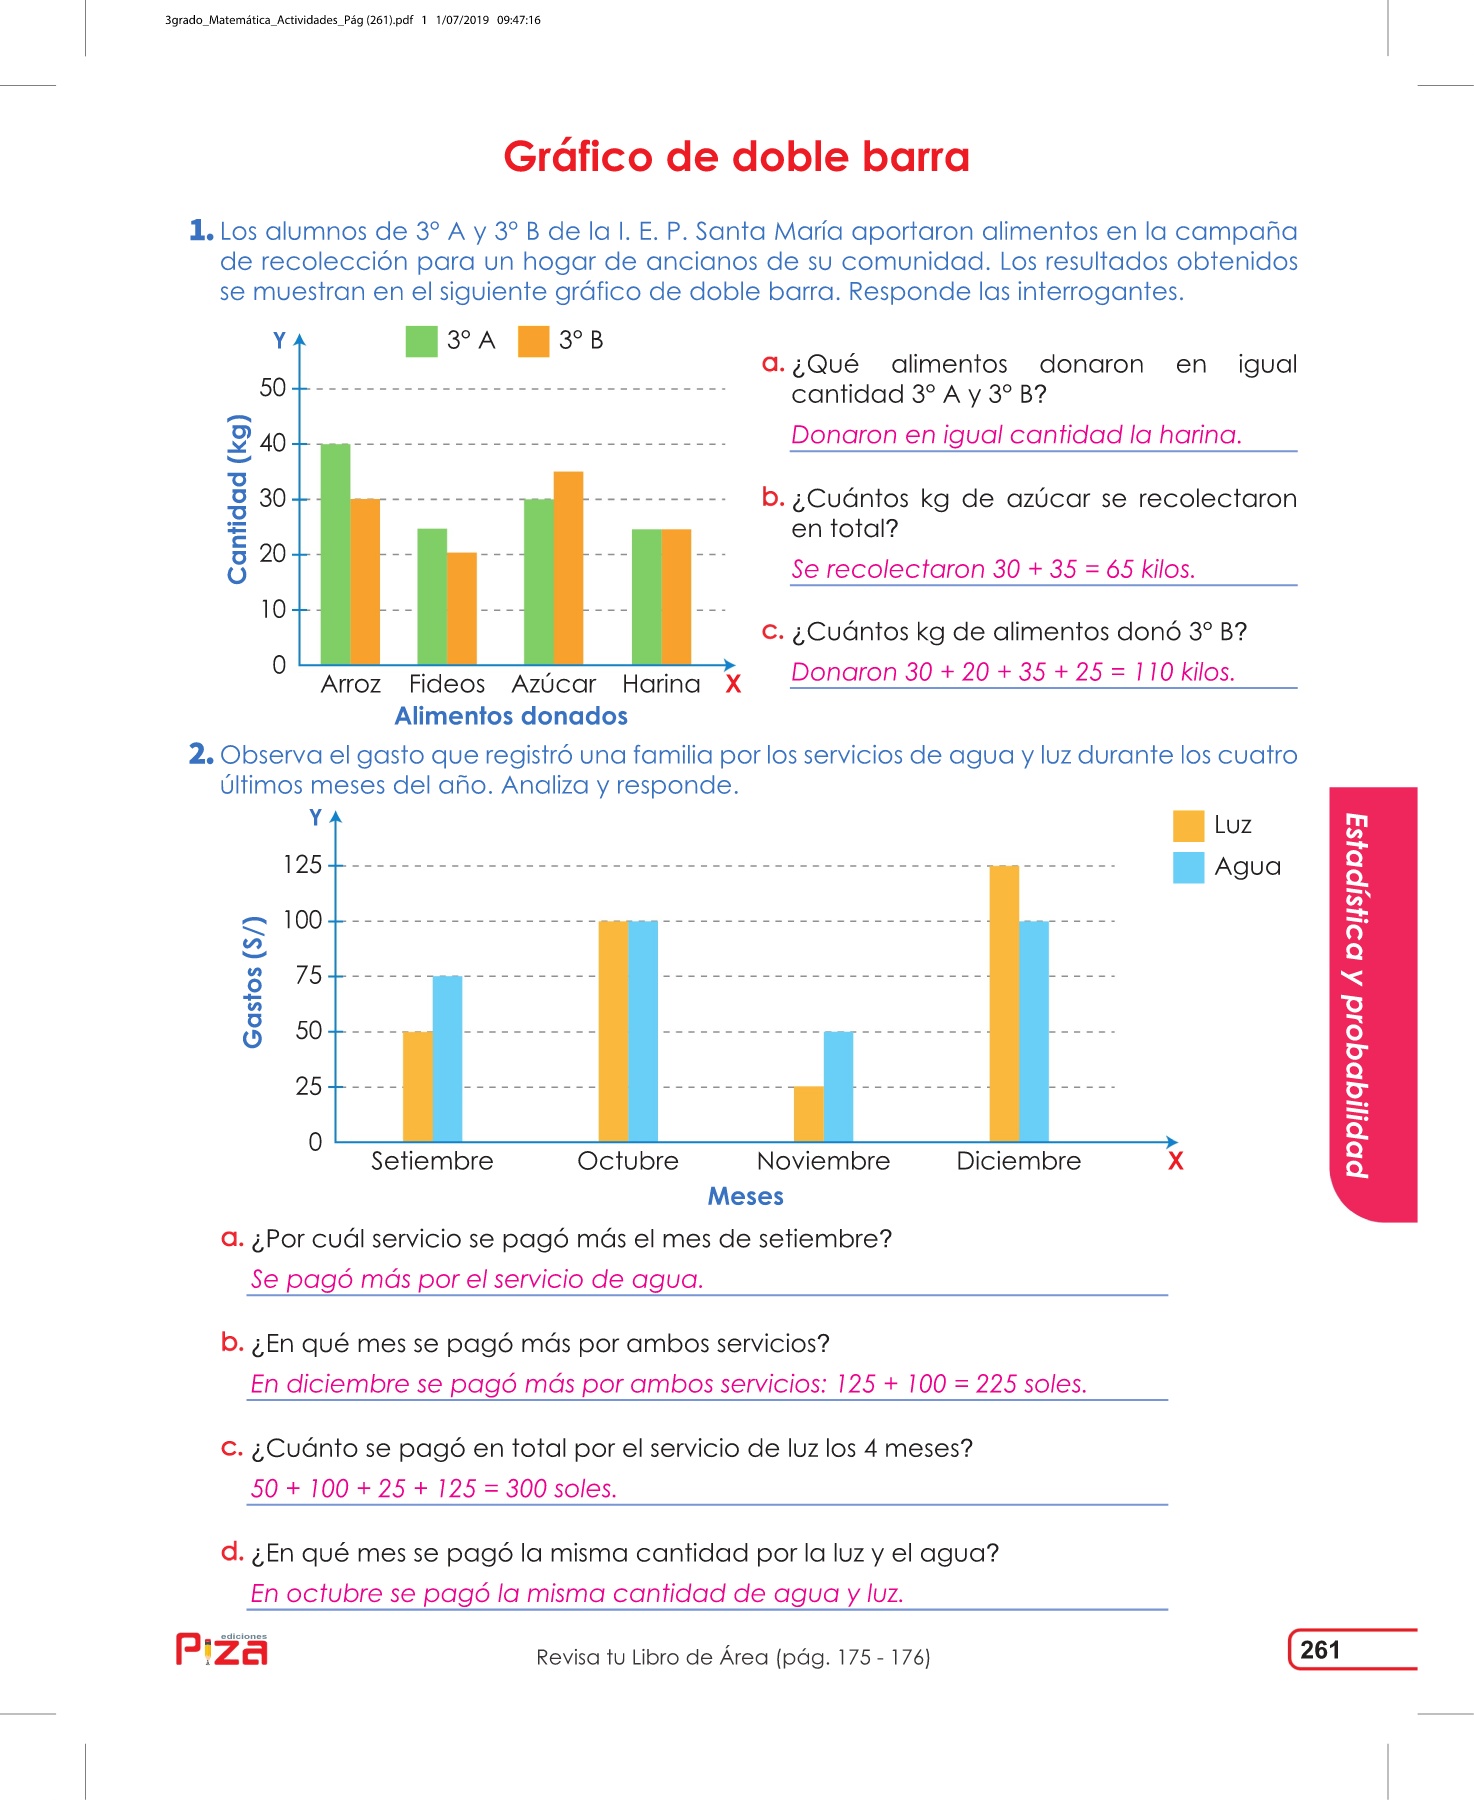 3grado_Matemática_Actividades_Pág (261).pdf 1 1/07/2019 09:47:16
Gráfico de doble barra
1. Los alumnos de 3° A y 3° B de la I. E. P. Santa María aportaron alimentos en la campaña
de recolección para un hogar de ancianos de su comunidad. Los resultados obtenidos
se muestran en el siguiente gráfico de doble barra. Responde las interrogantes.
Y
3° A 3° B
50
40
30
20
10
0
Cantidad (kg)
Arroz Fideos Azúcar Harina X
Alimentos donados
a. ¿Qué alimentos donaron en igual
cantidad 3° A y 3° B?
Donaron en igual cantidad la harina.
b. ¿Cuántos kg de azúcar se recolectaron
en total?
Se recolectaron 30 + 35 = 65 kilos.
c. ¿Cuántos kg de alimentos donó 3° B?
Donaron 30 + 20 + 35 + 25 = 110 kilos.
2. Observa el gasto que registró una familia por los servicios de agua y luz durante los cuatro
últimos meses del año. Analiza y responde.
Y
Luz
Agua
125
100
75
50
25
0
Gastos (S/)
Setiembre Octubre Noviembre Diciembre X
Meses
a. ¿Por cuál servicio se pagó más el mes de setiembre?
Se pagó más por el servicio de agua.
b. ¿En qué mes se pagó más por ambos servicios?
En diciembre se pagó más por ambos servicios: 125 + 100 = 225 soles.
c. ¿Cuánto se pagó en total por el servicio de luz los 4 meses?
50 + 100 + 25 + 125 = 300 soles.
d. ¿En qué mes se pagó la misma cantidad por la luz y el agua?
En octubre se pagó la misma cantidad de agua y luz.
Estadística y probabilidad
ediciones
Piza
Revisa tu Libro de Área (pág. 175 - 176)
261